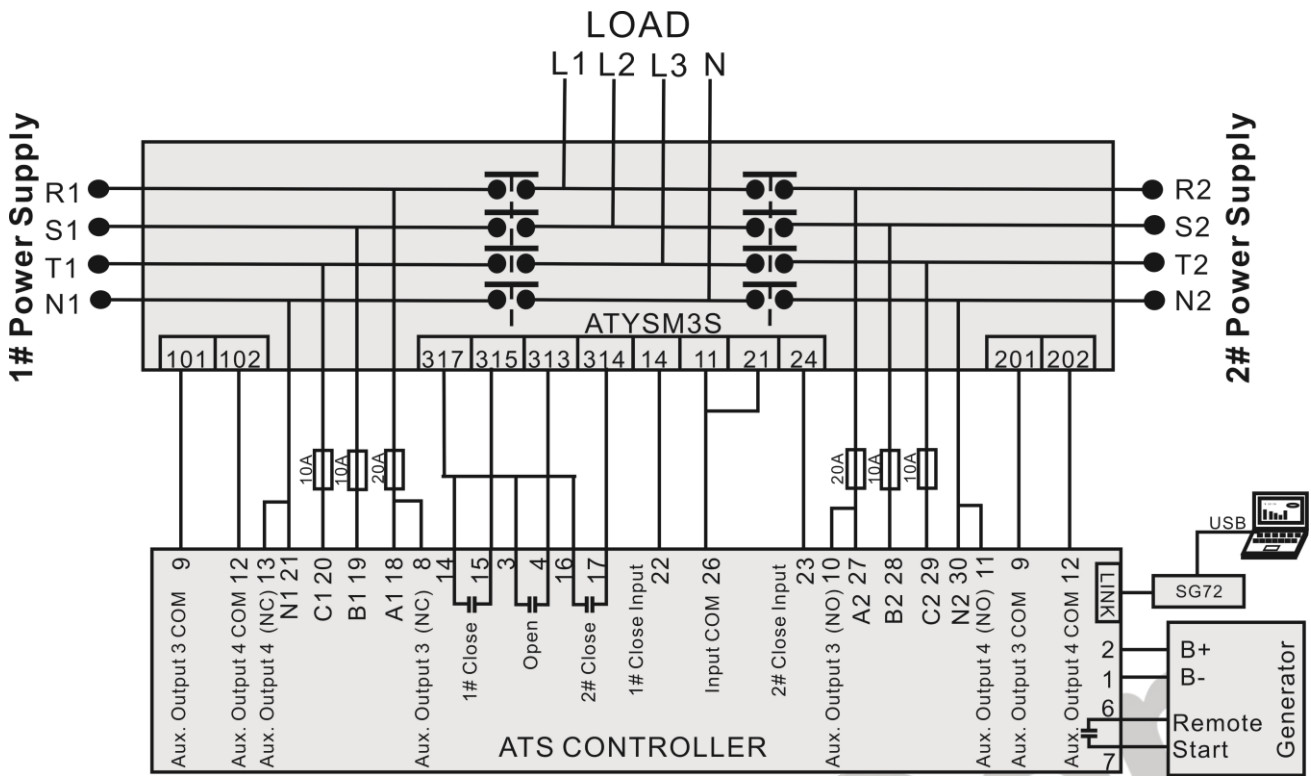 LOAD
L1 L2 L3 N
1# Power Supply
R1
S1
T1
N1
2# Power Supply
R2
S2
T2
N2
ATYSM3S
101 102
317 315 313 314 14 11 21 24
201 202
10A
10A
20A
20A
10A
10A
Aux. Output 3 COM 9
Aux. Output 4 COM 12
Aux. Output 4 (NC) 13
N1 21
C1 20
B1 19
A1 18
Aux. Output 3 (NC) 8
14
1# Close 15
3
Open 4
16
2# Close 17
1# Close Input 22
Input COM 26
2# Close Input 23
Aux. Output 3 (NO) 10
A2 27
B2 28
C2 29
N2 30
Aux. Output 4 (NO) 11
Aux. Output 3 COM 9
Aux. Output 4 COM 12
LINK
USB
SG72
2
1
6
7
B+
B-
Remote
Start
Generator
ATS CONTROLLER